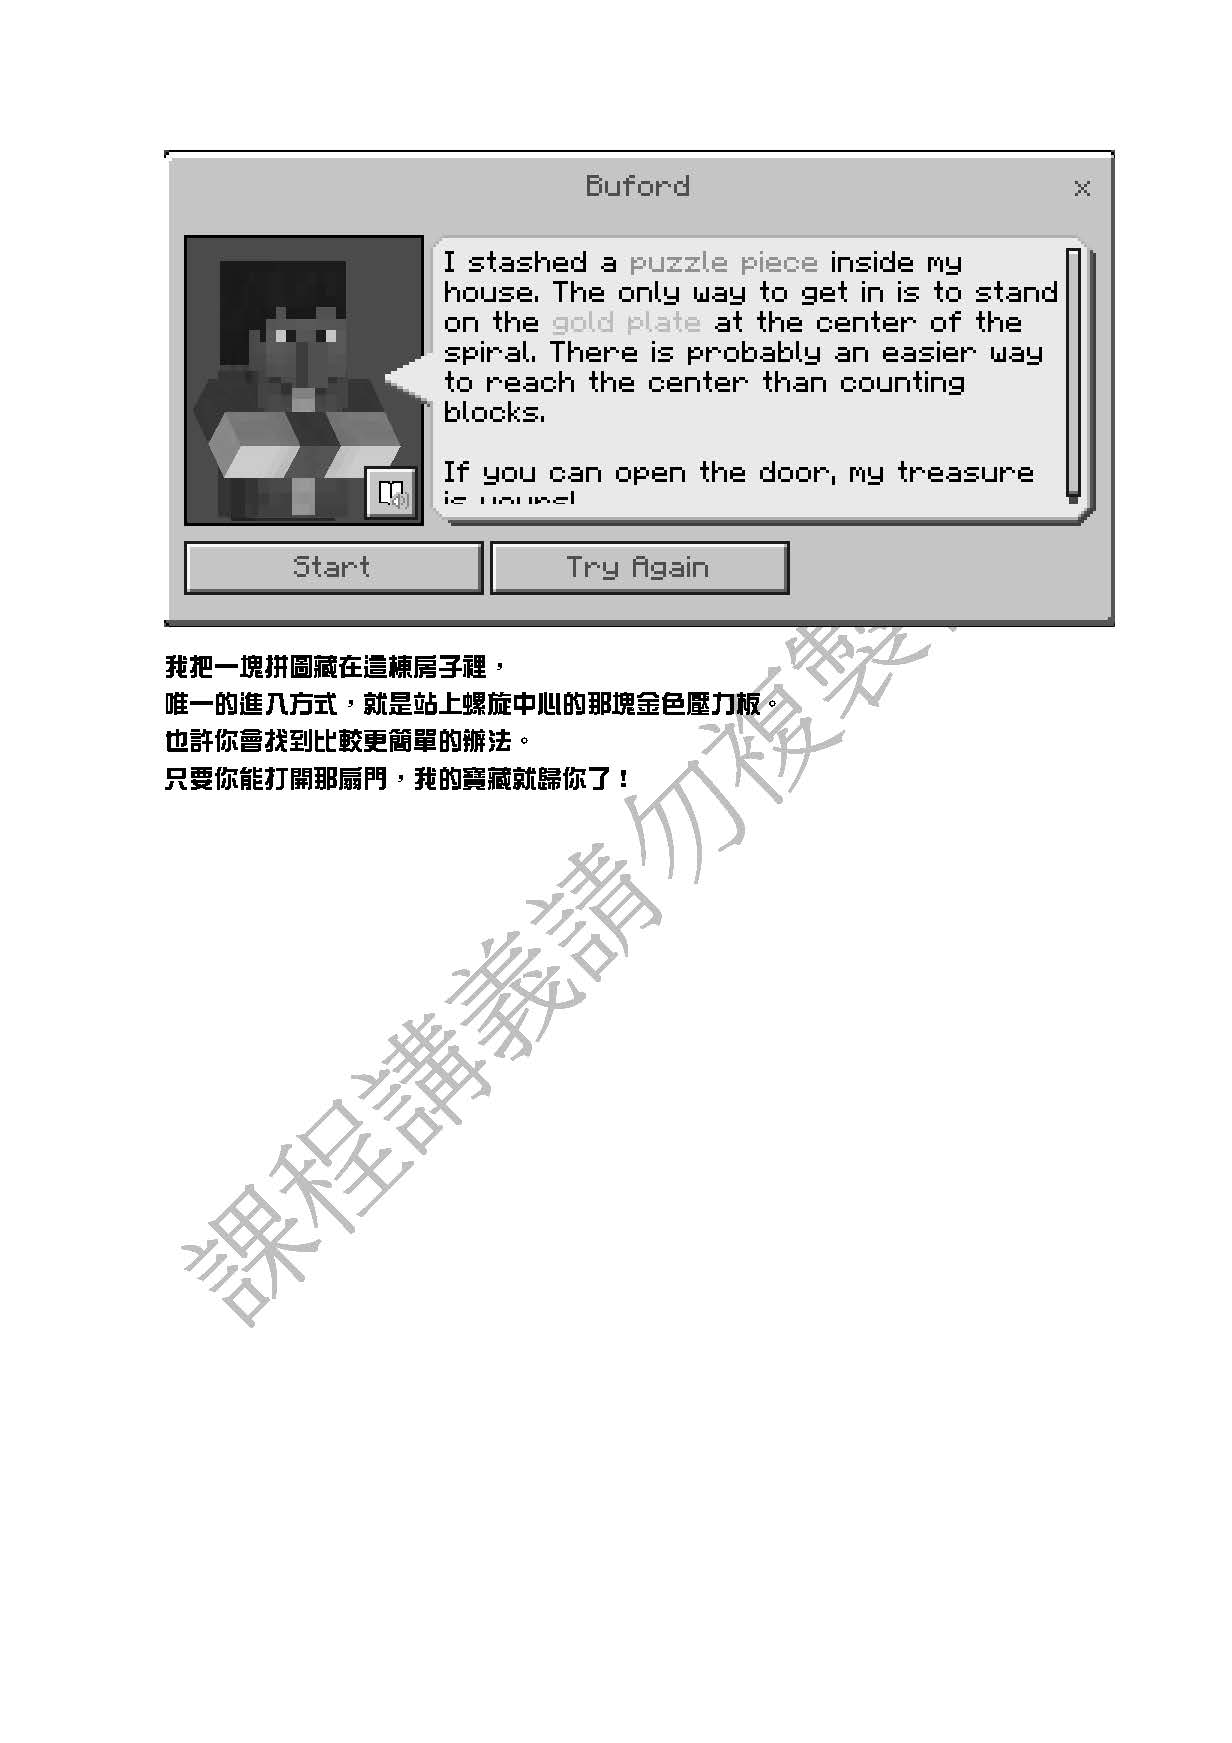 Buford
x
I stashed a puzzle piece inside my
house. The only way to get in is to stand
on the gold plate at the center of the
spiral. There is probably an easier way
to reach the center than counting
blocks.
If you can open the door, my treasure
is yours!
Start
Try Again
我把一塊拼圖藏在這棟房子裡，
唯一的進入方式，就是站上螺旋中心的那塊金色壓力板。
也許你會找到比較更簡單的辦法。
只要你能打開那扇門，我的寶藏就歸你了！
課程講義請勿複製